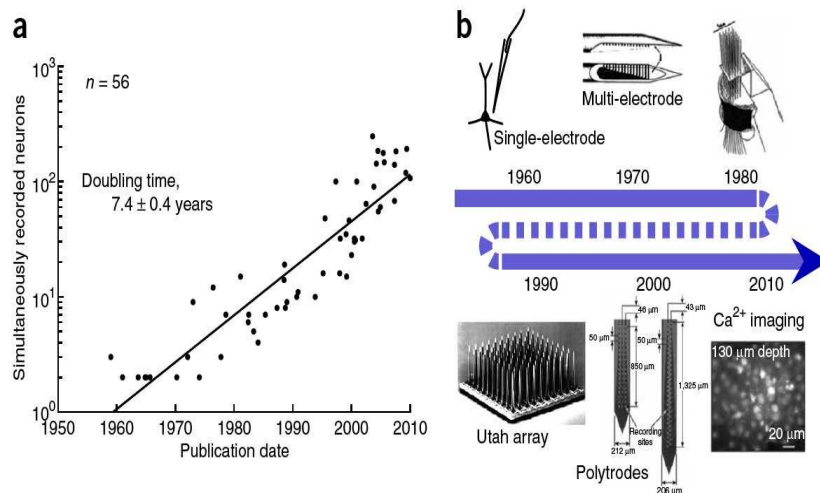 a
10³
n = 56
Doubling time,
7.4 ± 0.4 years
10²
10¹
10⁰
Simultaneously recorded neurons
1950 1960 1970 1980 1990 2000 2010
Publication date
b
Single-electrode
Multi-electrode
1960 1970 1980
1990 2001 2010
Utah array
46 µm
50 µm
850 µm
212 µm
43 µm
50 µm
1,325 µm
206 µm
Recording
sites
Polytrodes
Ca²⁺ imaging
130 µm depth
20 µm